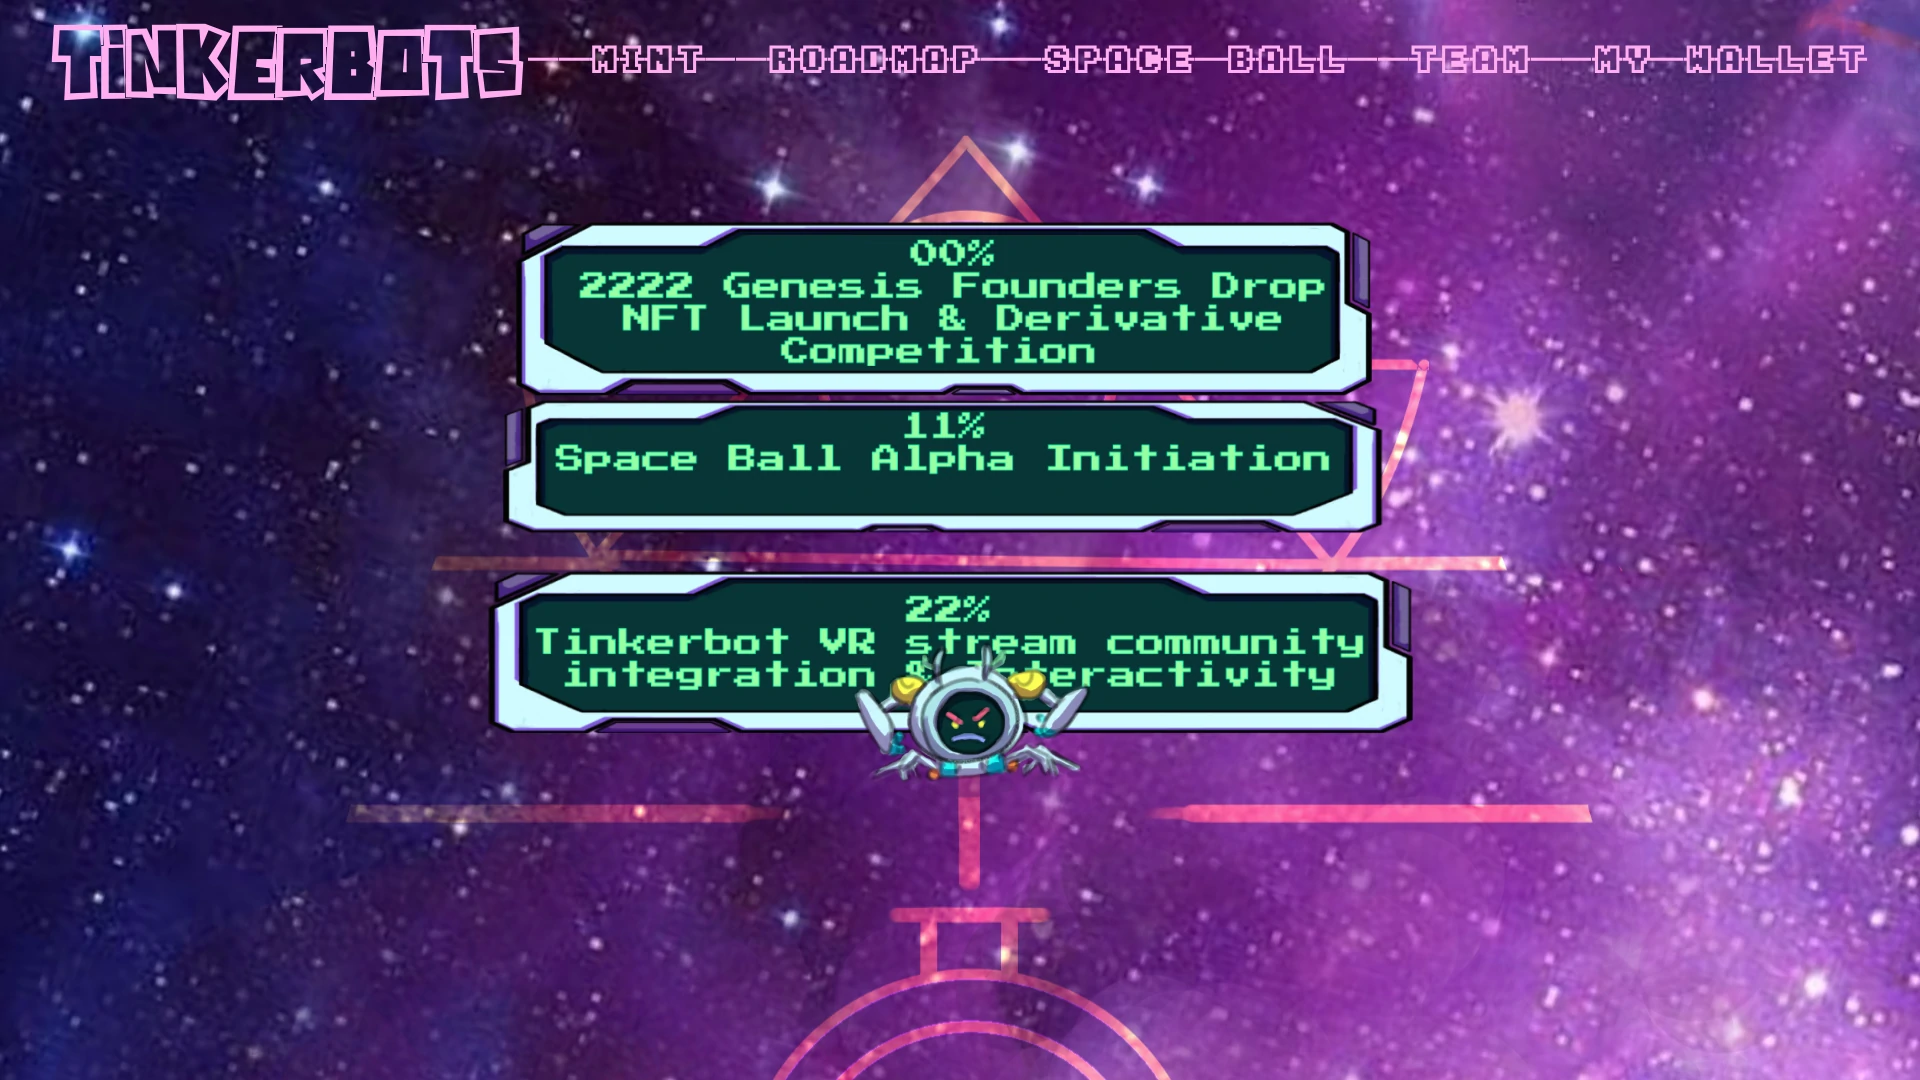 TINKERBOTS
MINT ROADMAP SPACE BALL TEAM MY WALLET
00%
2222 Genesis Founders Drop
NFT Launch & Derivative
Competition
11%
Space Ball Alpha Initiation
22%
Tinkerbot VR stream community
integration